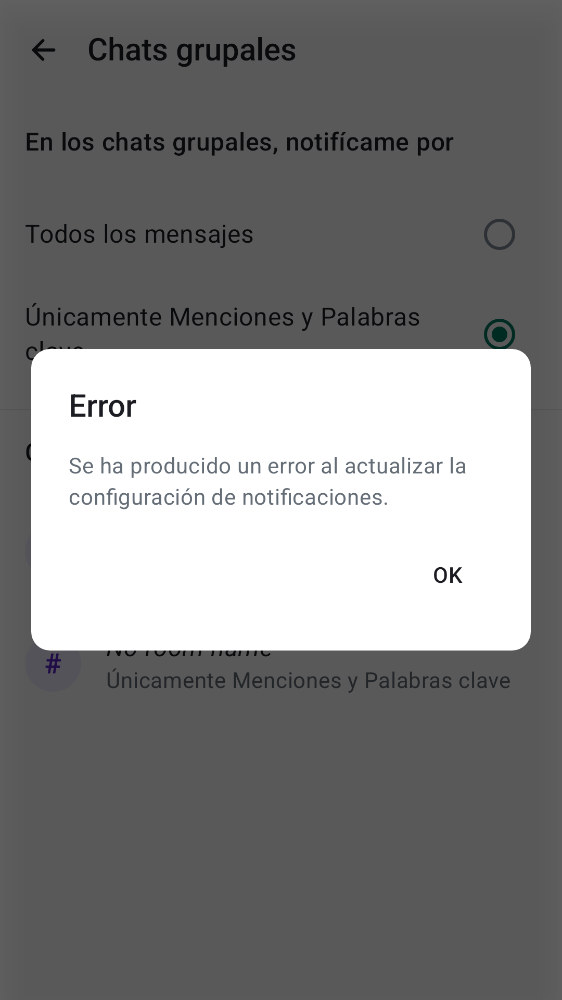 Chats grupales
En los chats grupales, notifícame por
Todos los mensajes
Únicamente Menciones y Palabras
Error
Se ha producido un error al actualizar la
configuración de notificaciones.
OK
No room name
#
Únicamente Menciones y Palabras clave